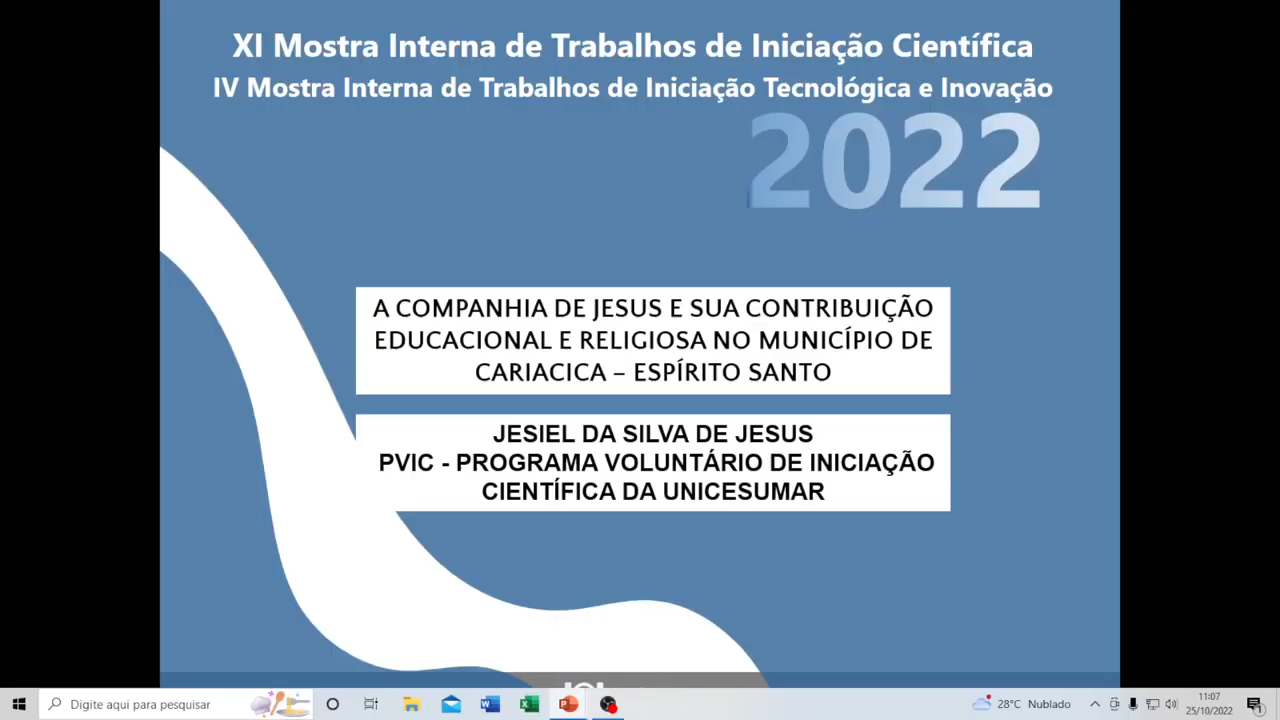 XI Mostra Interna de Trabalhos de Iniciação Científica
IV Mostra Interna de Trabalhos de Iniciação Tecnológica e Inovação
2022
A COMPANHIA DE JESUS E SUA CONTRIBUIÇÃO
EDUCACIONAL E RELIGIOSA NO MUNICÍPIO DE
CARIACICA – ESPÍRITO SANTO
JESIEL DA SILVA DE JESUS
PVIC - PROGRAMA VOLUNTÁRIO DE INICIAÇÃO
CIENTÍFICA DA UNICESUMAR
Digite aqui para pesquisar
28°C Nublado
11:07
25/10/2022
1